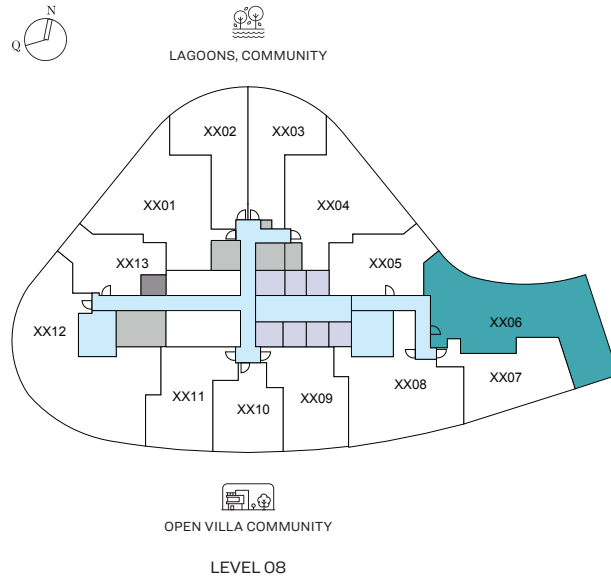 N
Q
LAGOONS, COMMUNITY
XX02
XX03
XX01
XX04
XX13
XX05
XX12
XX06
XX11
XX10
XX09
XX08
XX07
OPEN VILLA COMMUNITY
LEVEL 08